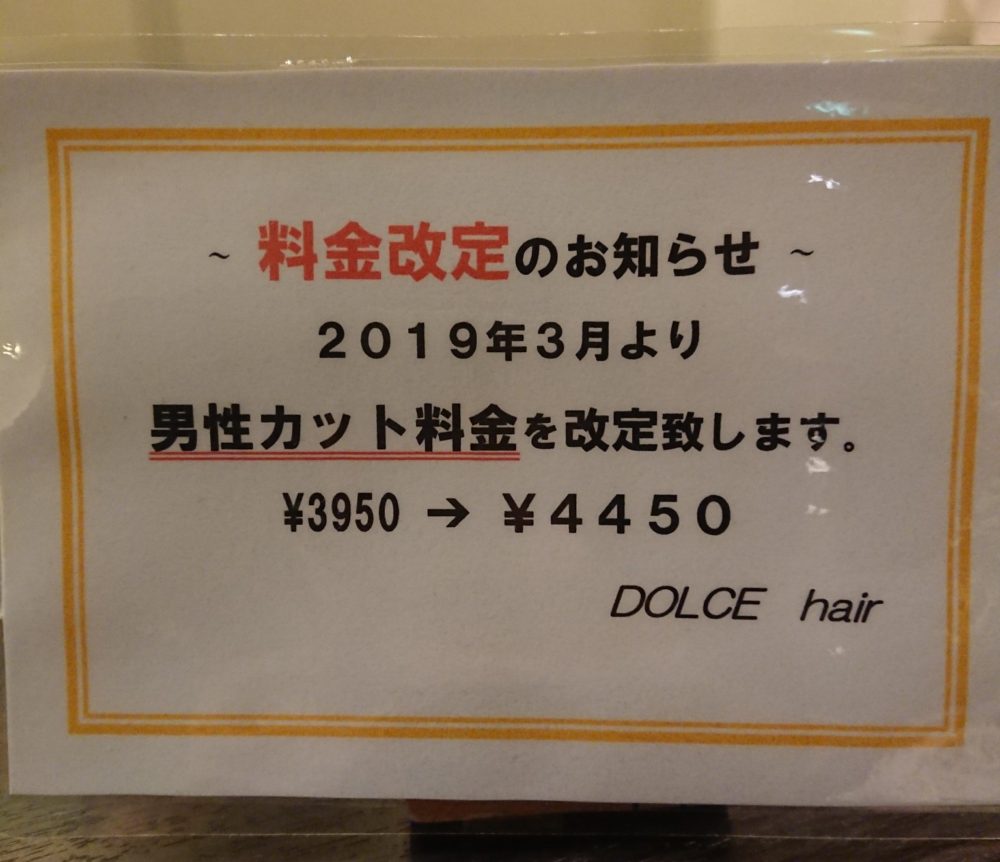 ~ 料金改定のお知らせ ~
２０１９年３月より
男性カット料金を改定致します。
¥3950 → ￥４４５０
DOLCE hair